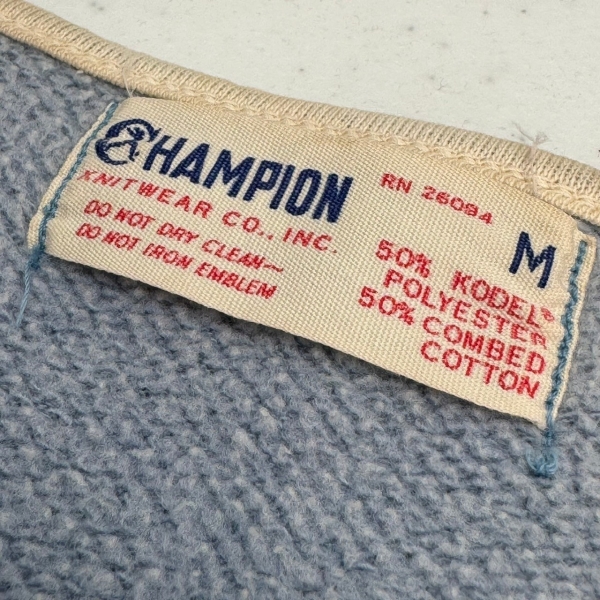 CHAMPION
KNITWEAR CO., INC.
DO NOT DRY CLEAN—
DO NOT IRON EMBLEM
RN 26084
M
50% KODEL®
POLYESTER
50% COMBED
COTTON